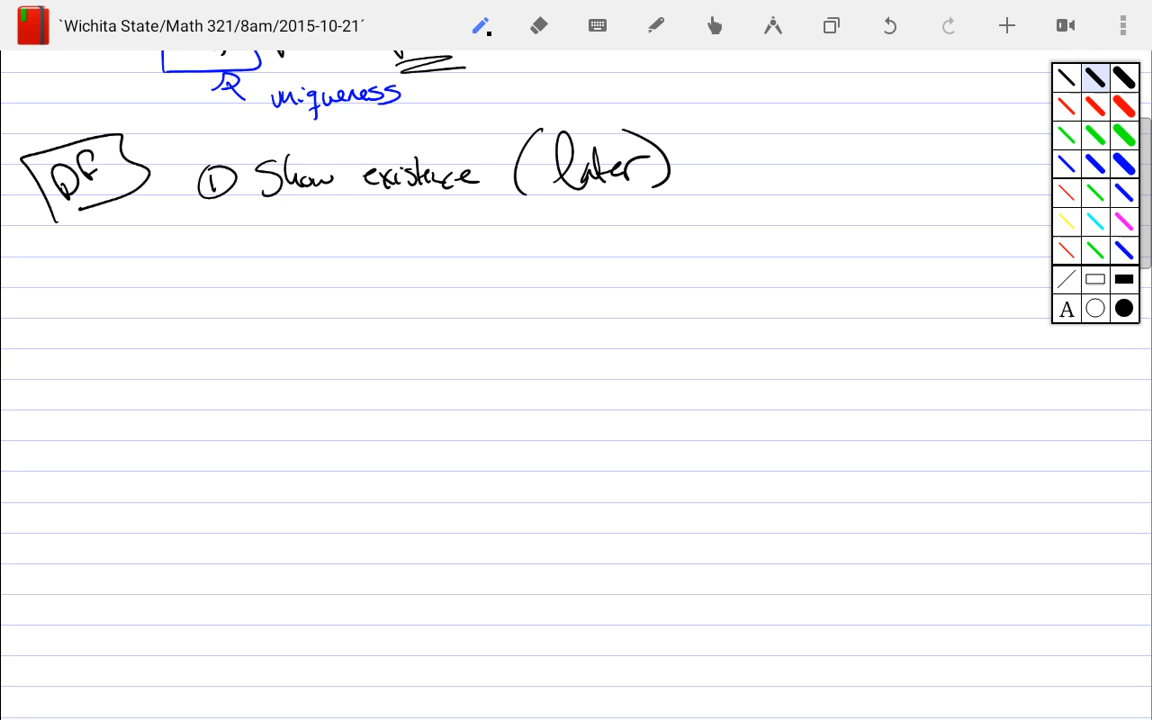 `Wichita State/Math 321/8am/2015-10-21´
uniqueness
Pf ① Show existence (later)
A